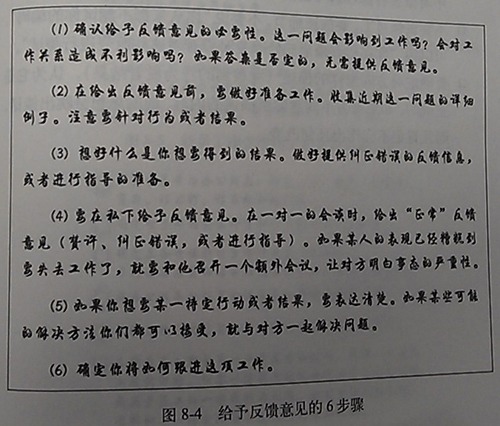 (1) 确认给予反馈意见的必要性。这一问题会影响到工作吗？会对工
作关系造成不利影响吗？如果答案是否定的，无需提供反馈意见。
(2) 在给出反馈意见前，要做好准备工作。收集近期这一问题的详细
例子。注意要针对行为或者结果。
(3) 想好什么是你想要得到的结果。做好提供纠正错误的反馈信息，
或者进行指导的准备。
(4) 要在私下给予反馈意见。在一对一的会谈时，给出“正常”反馈
意见（赞许、纠正错误，或者进行指导）。如果某人的表现已经糟糕到
要失去工作了，就要和他召开一个额外会议，让对方明白事态的严重性。
(5) 如果你想要某一特定行动或者结果，要表达清楚。如果某些可能
的解决方法你们都可以接受，就与对方一起解决问题。
(6) 确定你将如何跟进这项工作。
图 8-4 给予反馈意见的 6 步骤